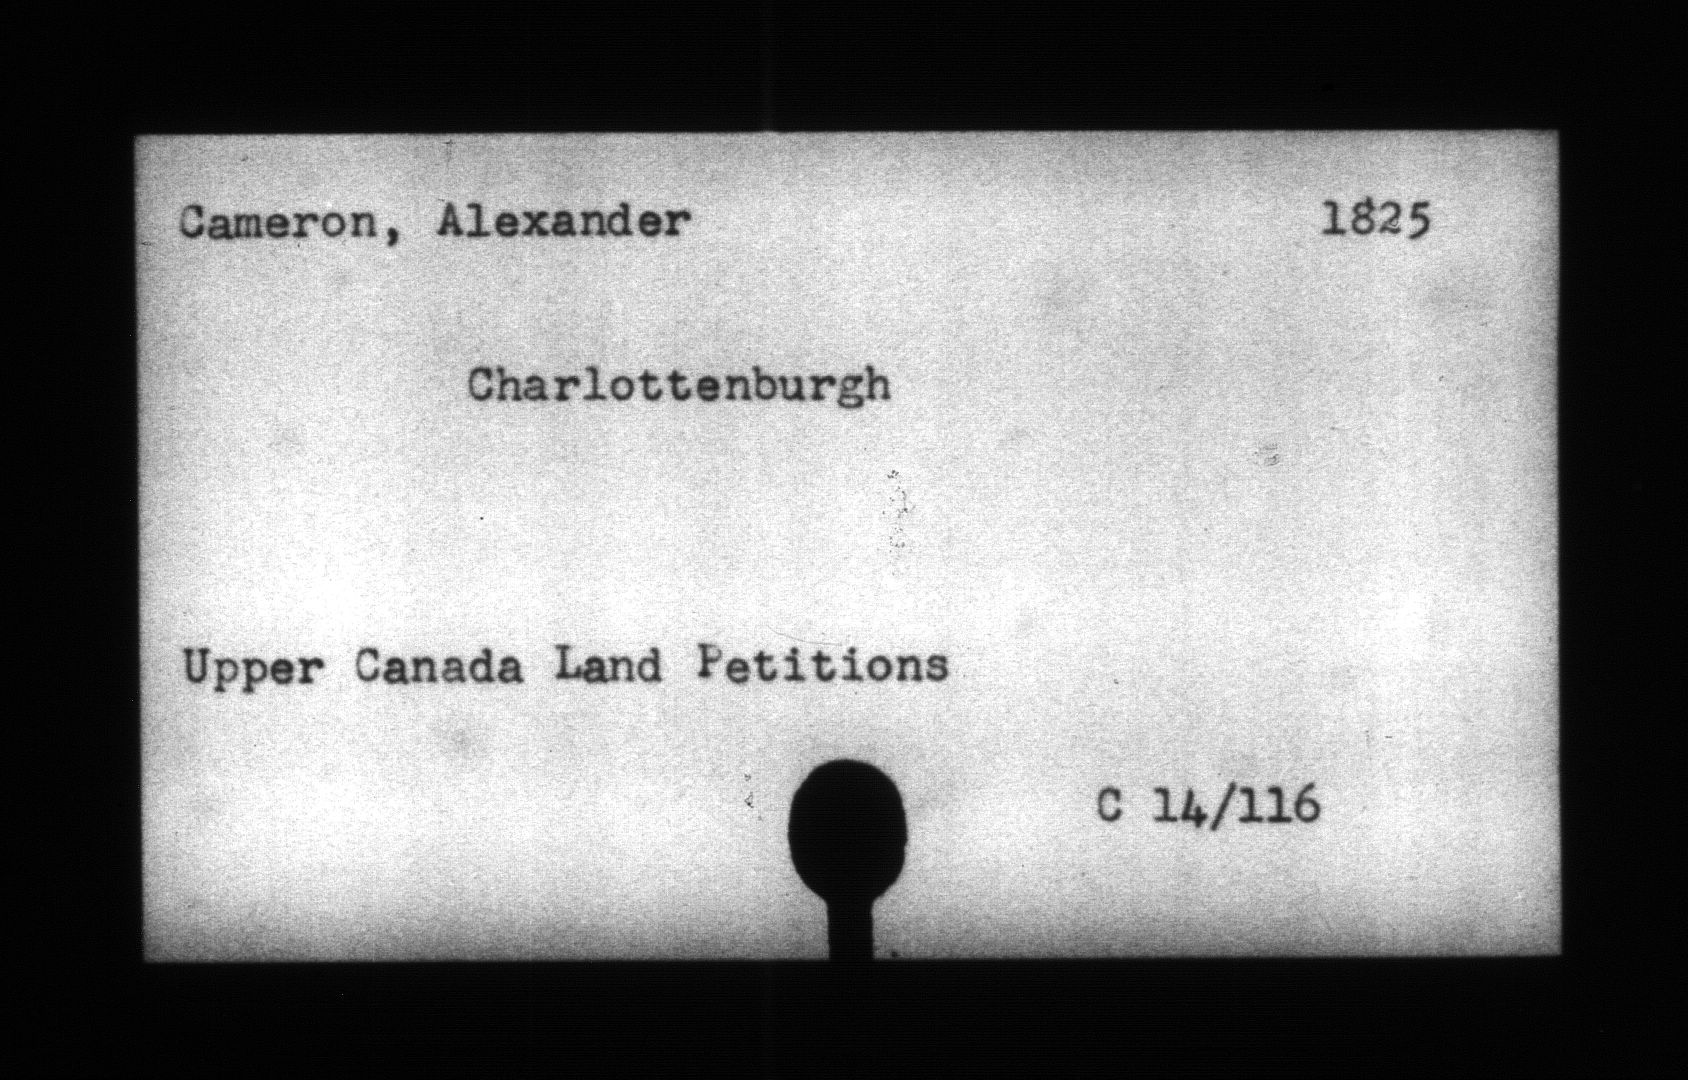 Cameron, Alexander 1825
Charlottenburgh
Upper Canada Land Petitions
C 14/116